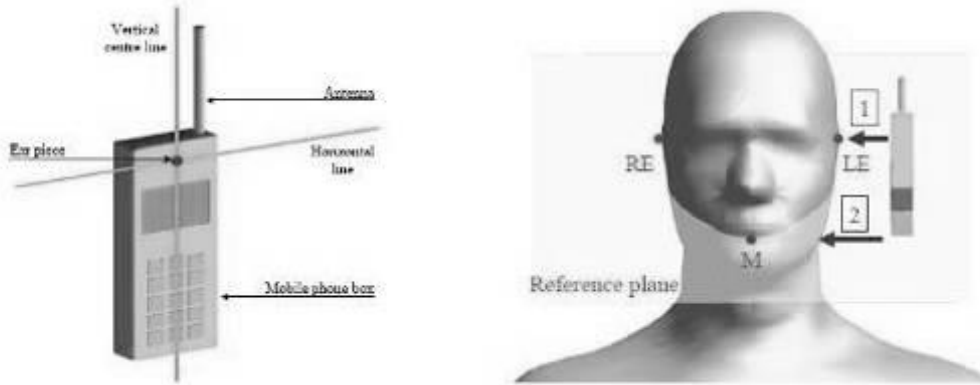 Vertical
centre line
Antenna
Ear piece
Horizontal
line
Mobile phone box
1
RE
LE
2
M
Reference plane